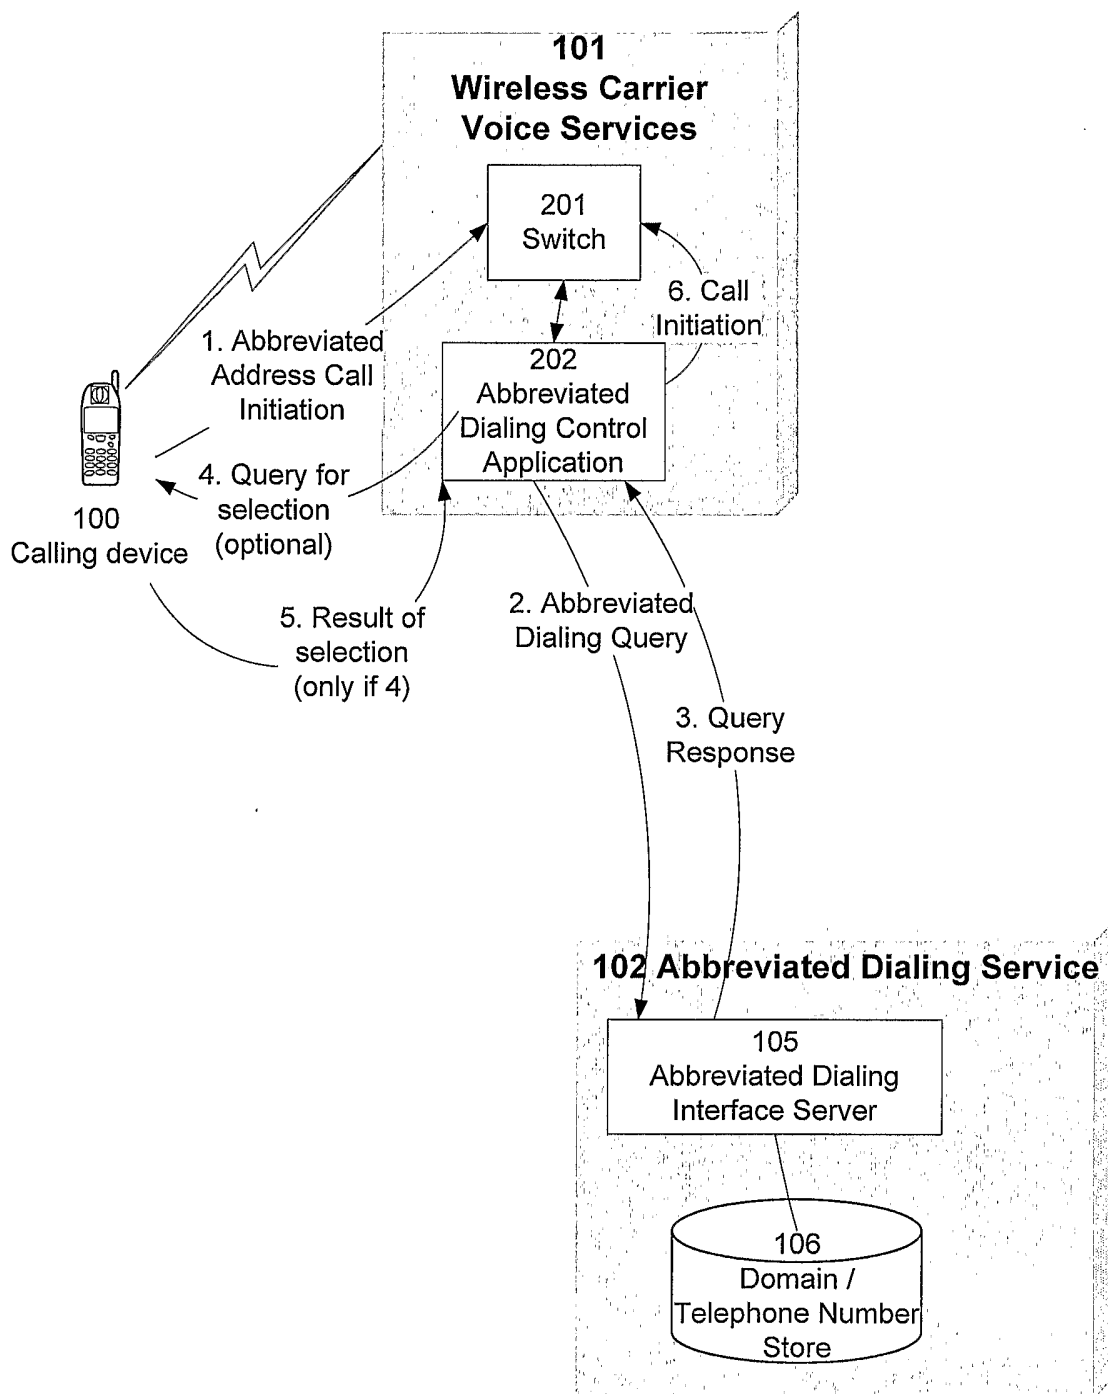 101
Wireless Carrier
Voice Services
201
Switch
6. Call
Initiation
1. Abbreviated
Address Call
Initiation
202
Abbreviated
Dialing Control
Application
4. Query for
selection
(optional)
100
Calling device
5. Result of
selection
(only if 4)
2. Abbreviated
Dialing Query
3. Query
Response
102 Abbreviated Dialing Service
105
Abbreviated Dialing
Interface Server
106
Domain /
Telephone Number
Store